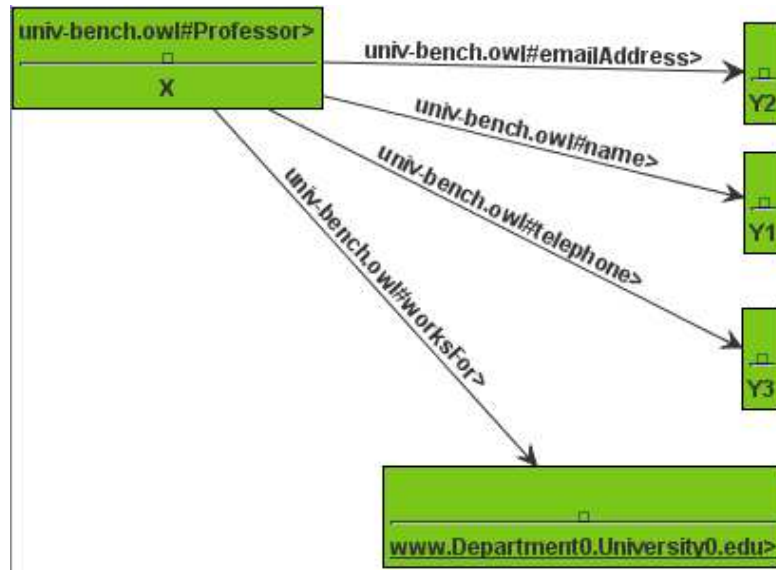 univ-bench.owl#Professor>
X
univ-bench.owl#emailAddress>
Y2
univ-bench.owl#name>
Y1
univ-bench.owl#telephone>
Y3
univ-bench.owl#worksFor>
www.Department0.University0.edu>